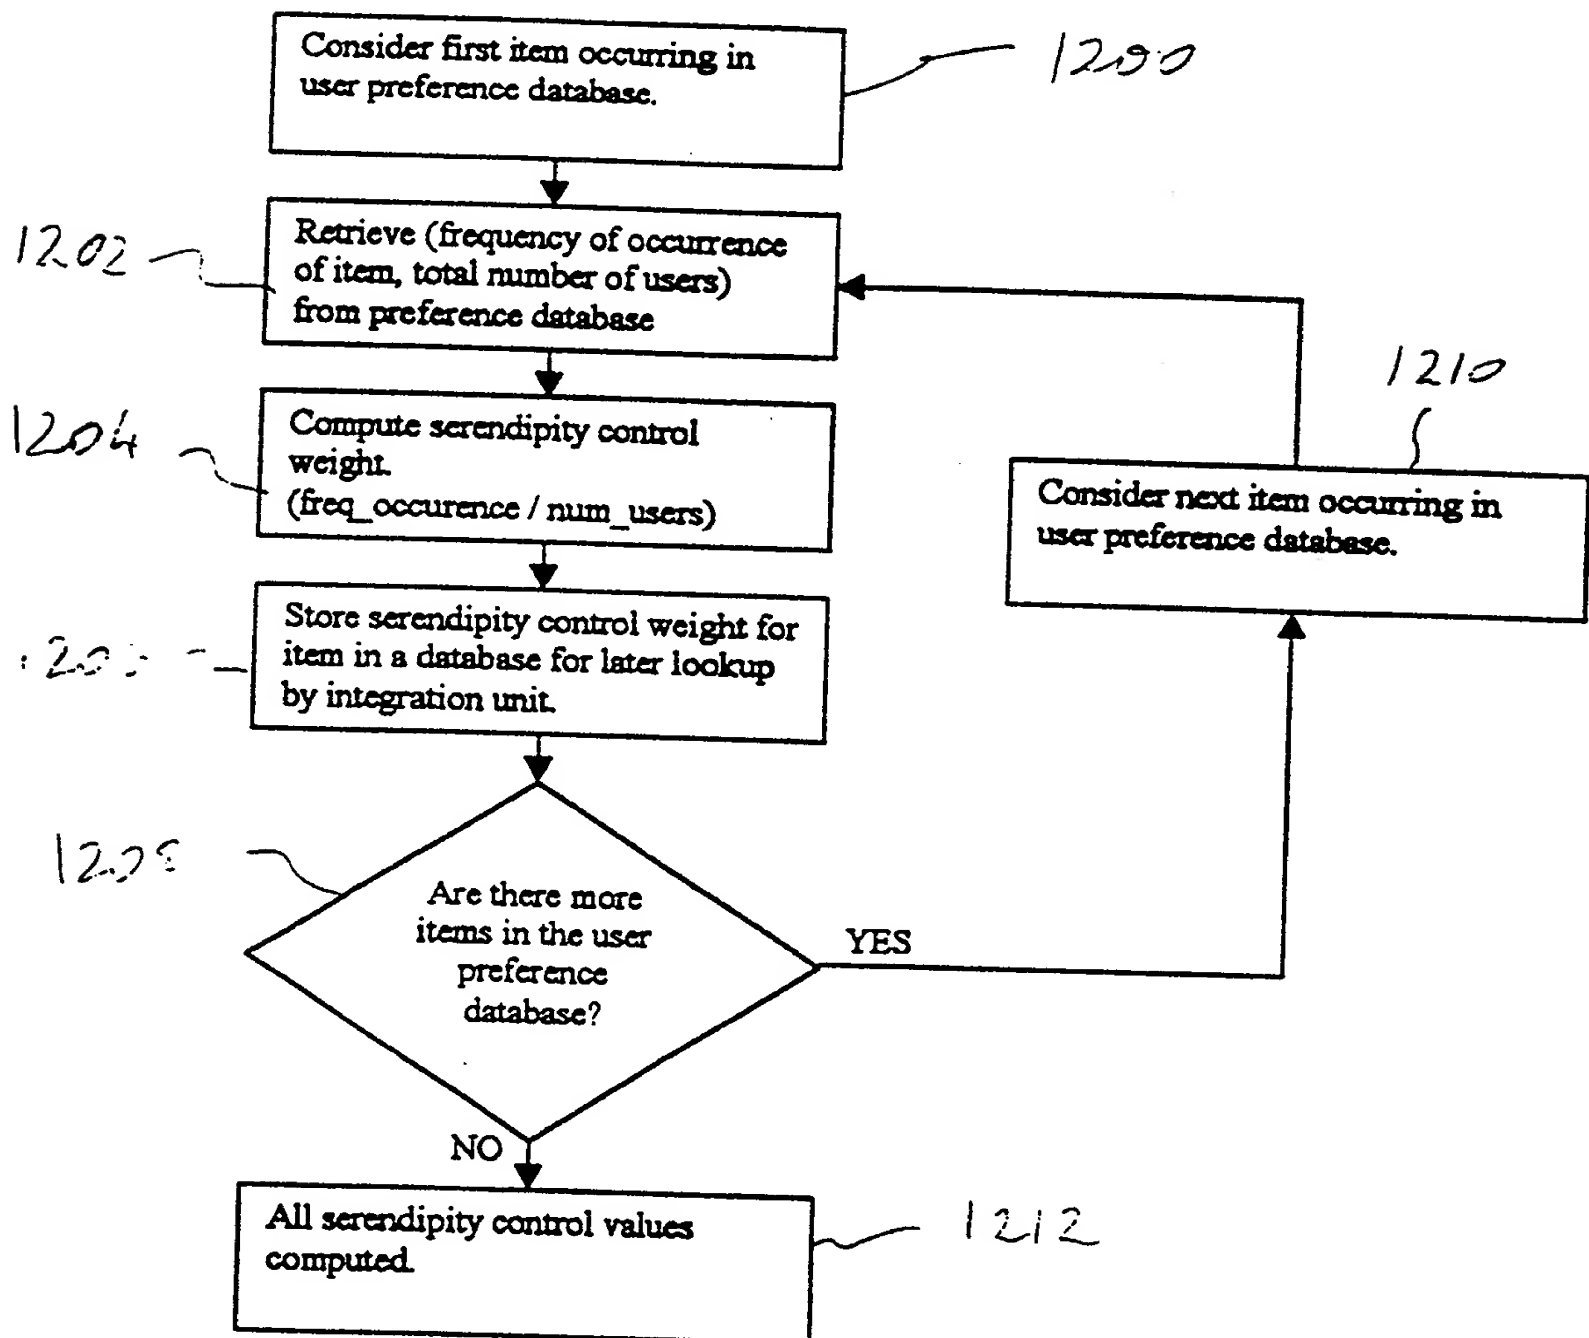 Consider first item occurring in
user preference database.
1200
Retrieve (frequency of occurrence
of item, total number of users)
from preference database
1202
Compute serendipity control
weight.
(freq_occurence / num_users)
1204
1210
Consider next item occurring in
user preference database.
Store serendipity control weight for
item in a database for later lookup
by integration unit.
Are there more
items in the user
preference
database?
YES
NO
All serendipity control values
computed.
1212